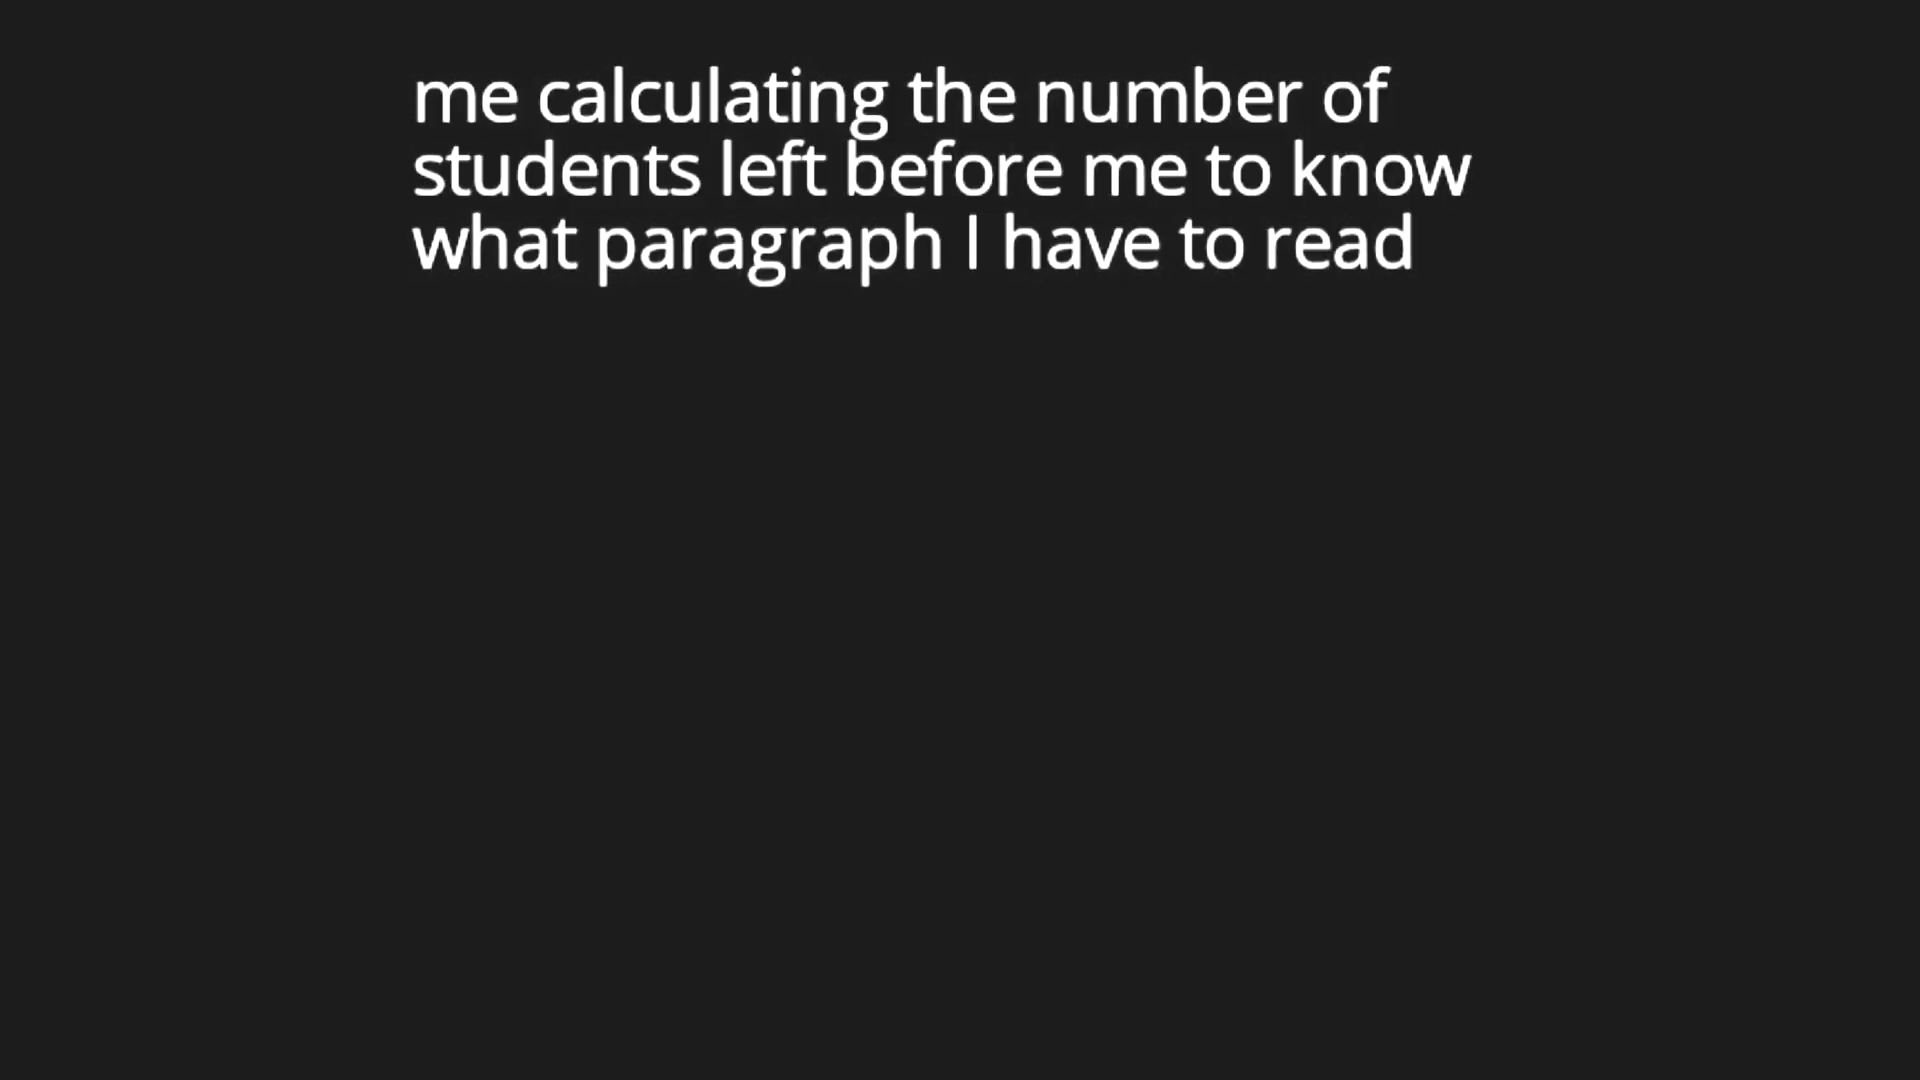 me calculating the number of
students left before me to know
what paragraph I have to read